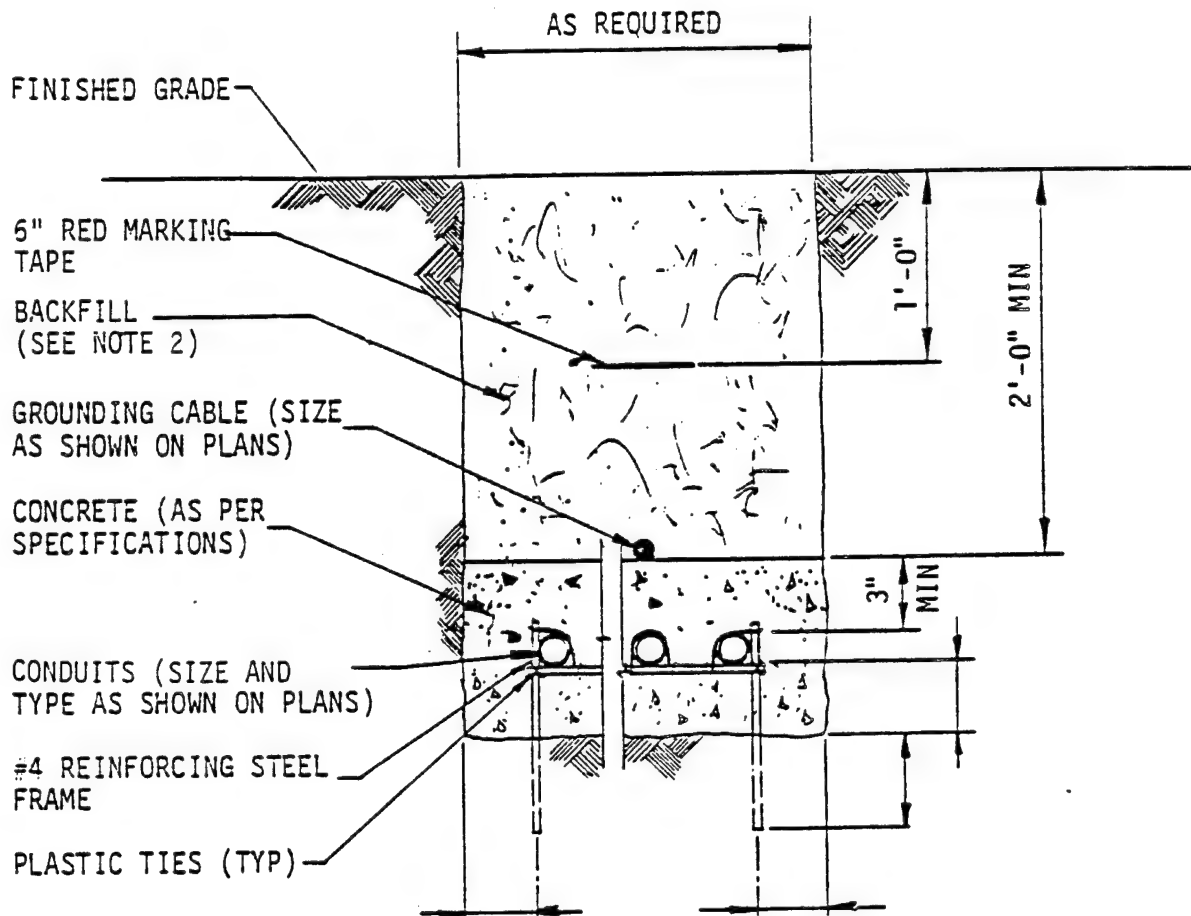 AS REQUIRED
FINISHED GRADE
6" RED MARKING
TAPE
BACKFILL
(SEE NOTE 2)
GROUNDING CABLE (SIZE
AS SHOWN ON PLANS)
CONCRETE (AS PER
SPECIFICATIONS)
CONDUITS (SIZE AND
TYPE AS SHOWN ON PLANS)
#4 REINFORCING STEEL
FRAME
PLASTIC TIES (TYP)
1'-0"
2'-0" MIN
3"
MIN